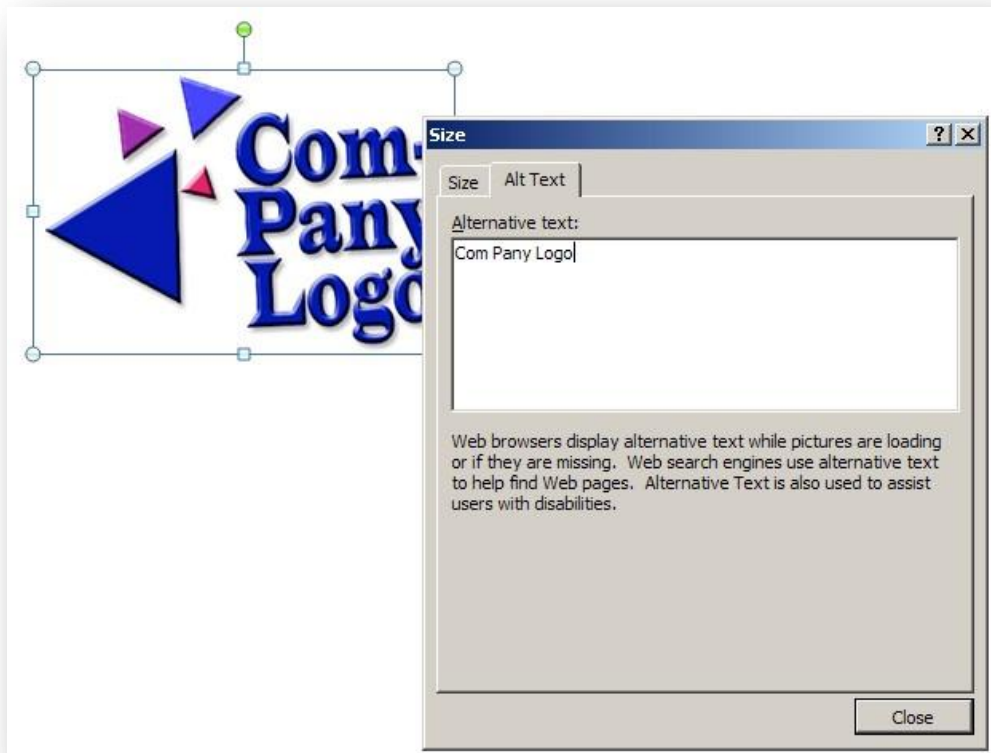 Com-
Pany
Logo
Size
? X
Size Alt Text
Alternative text:
Com Pany Logo
Web browsers display alternative text while pictures are loading
or if they are missing. Web search engines use alternative text
to help find Web pages. Alternative Text is also used to assist
users with disabilities.
Close